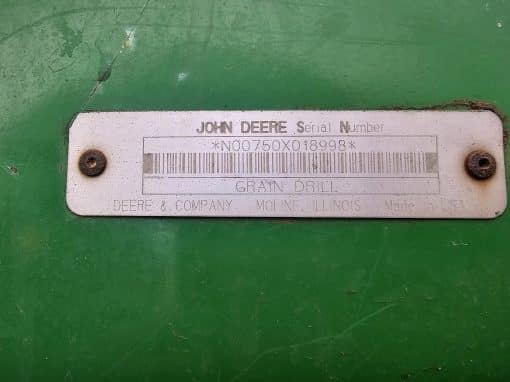 JOHN DEERE Serial Number
*N00750X018998*
GRAIN DRILL
DEERE & COMPANY MOLINE, ILLINOIS Made in USA